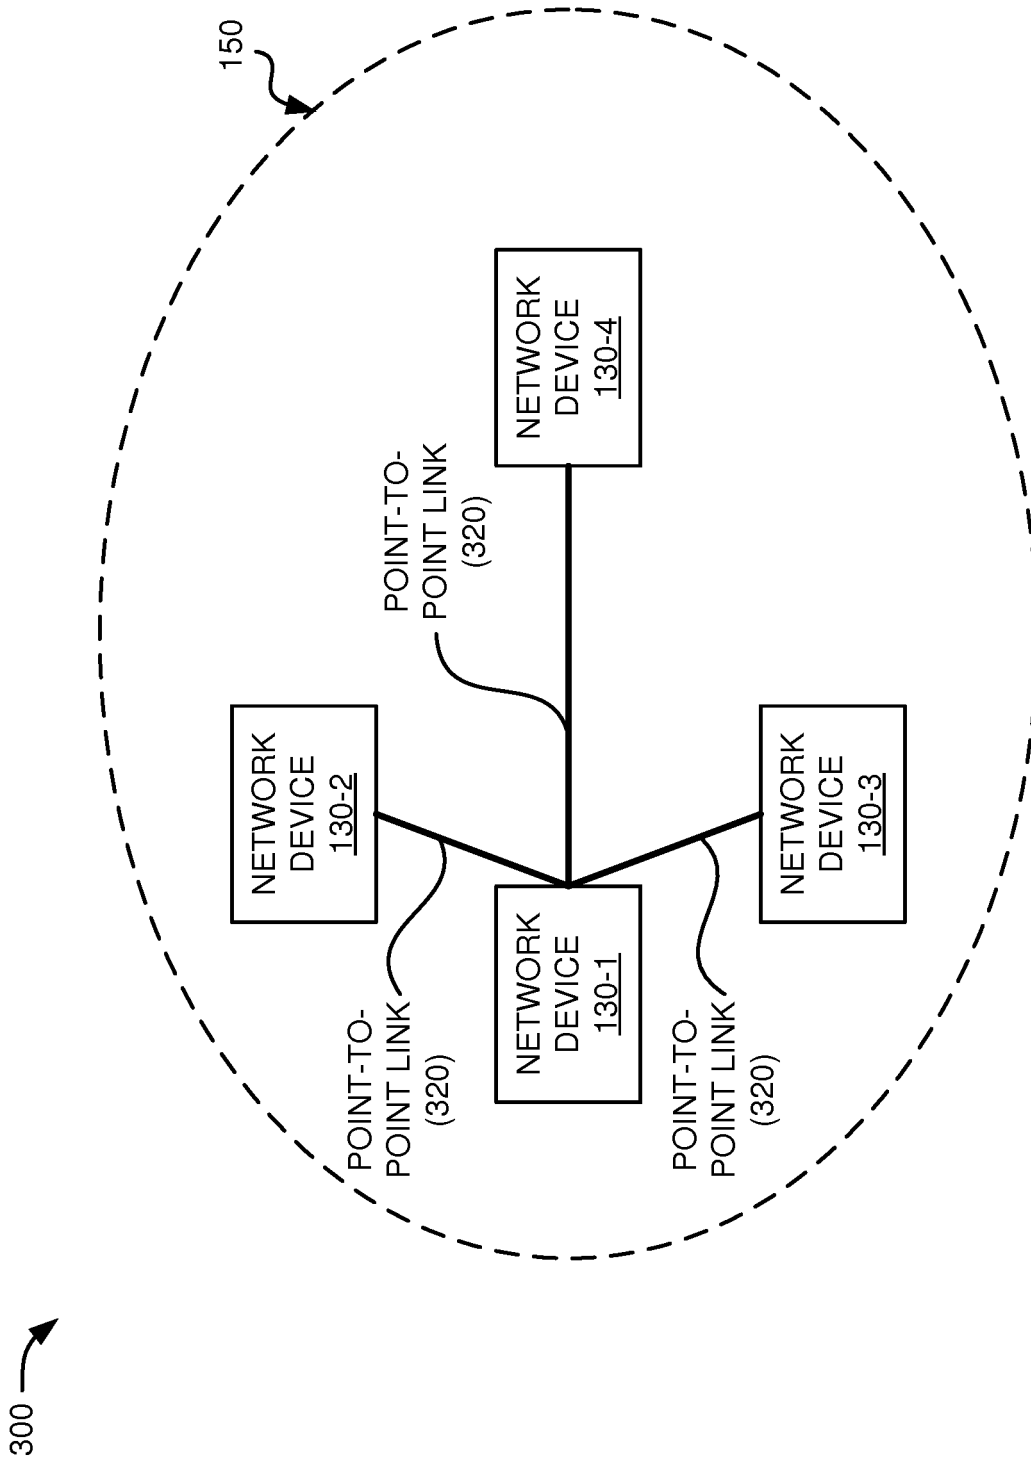 300
150
POINT-TO-
POINT LINK
(320)
NETWORK
DEVICE
130-2
POINT-TO-
POINT LINK
(320)
NETWORK
DEVICE
130-1
NETWORK
DEVICE
130-4
POINT-TO-
POINT LINK
(320)
NETWORK
DEVICE
130-3